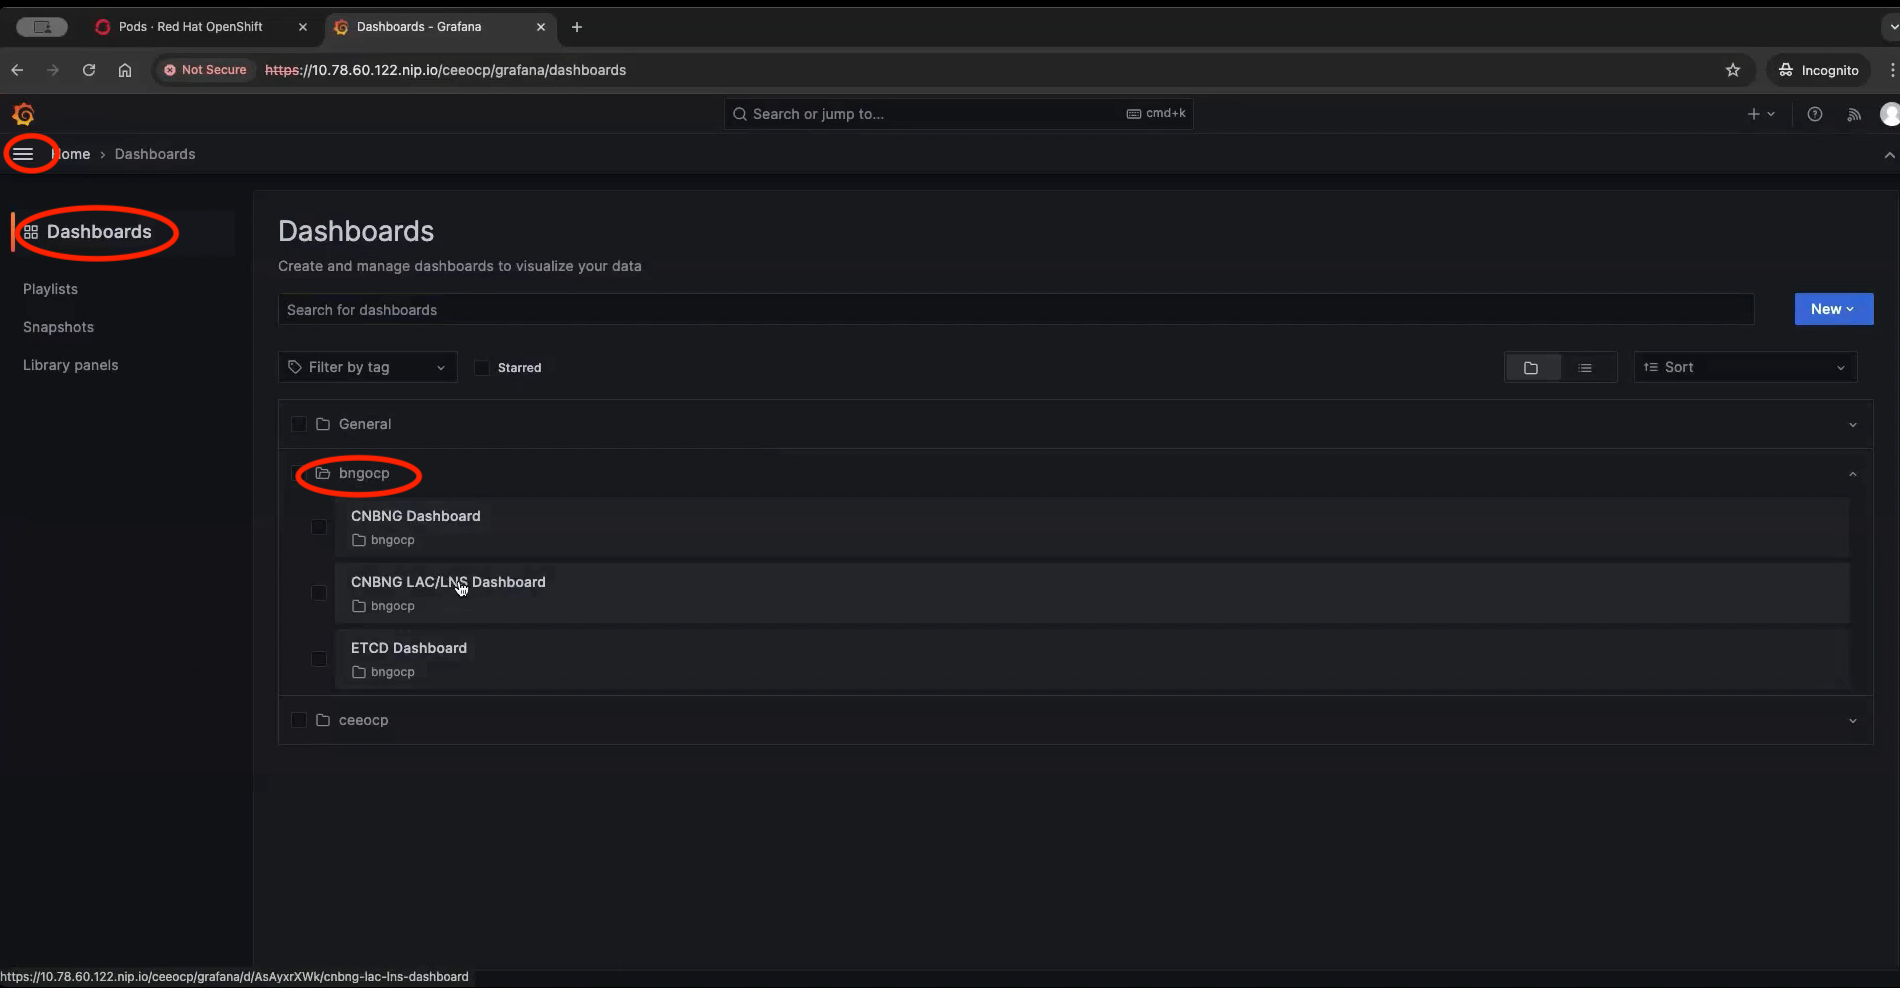 Pods · Red Hat OpenShift
Dashboards - Grafana
Not Secure https://10.78.60.122.nip.io/ceeocp/grafana/dashboards
Incognito
Search or jump to... cmd+k
Home › Dashboards
Dashboards
Playlists
Snapshots
Library panels
Dashboards
Create and manage dashboards to visualize your data
Search for dashboards
New
Filter by tag
Starred
Sort
General
bngocp
CNBNG Dashboard
bngocp
CNBNG LAC/LNS Dashboard
bngocp
ETCD Dashboard
bngocp
ceeocp
https://10.78.60.122.nip.io/ceeocp/grafana/d/AsAyxrXWk/cnbng-lac-lns-dashboard